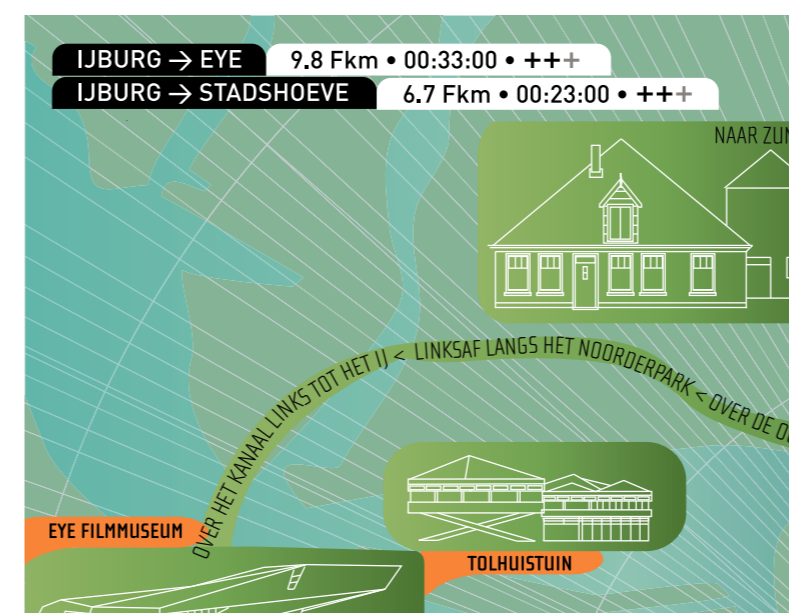 IJBURG → EYE 9.8 Fkm • 00:33:00 • +++
IJBURG → STADSHOEVE 6.7 Fkm • 00:23:00 • +++
NAAR
OVER HET KANAAL LINKS TOT HET IJ < LINKSAF LANGS HET NOORDERPARK < OVER DE
EYE FILMMUSEUM
TOLHUISTUIN